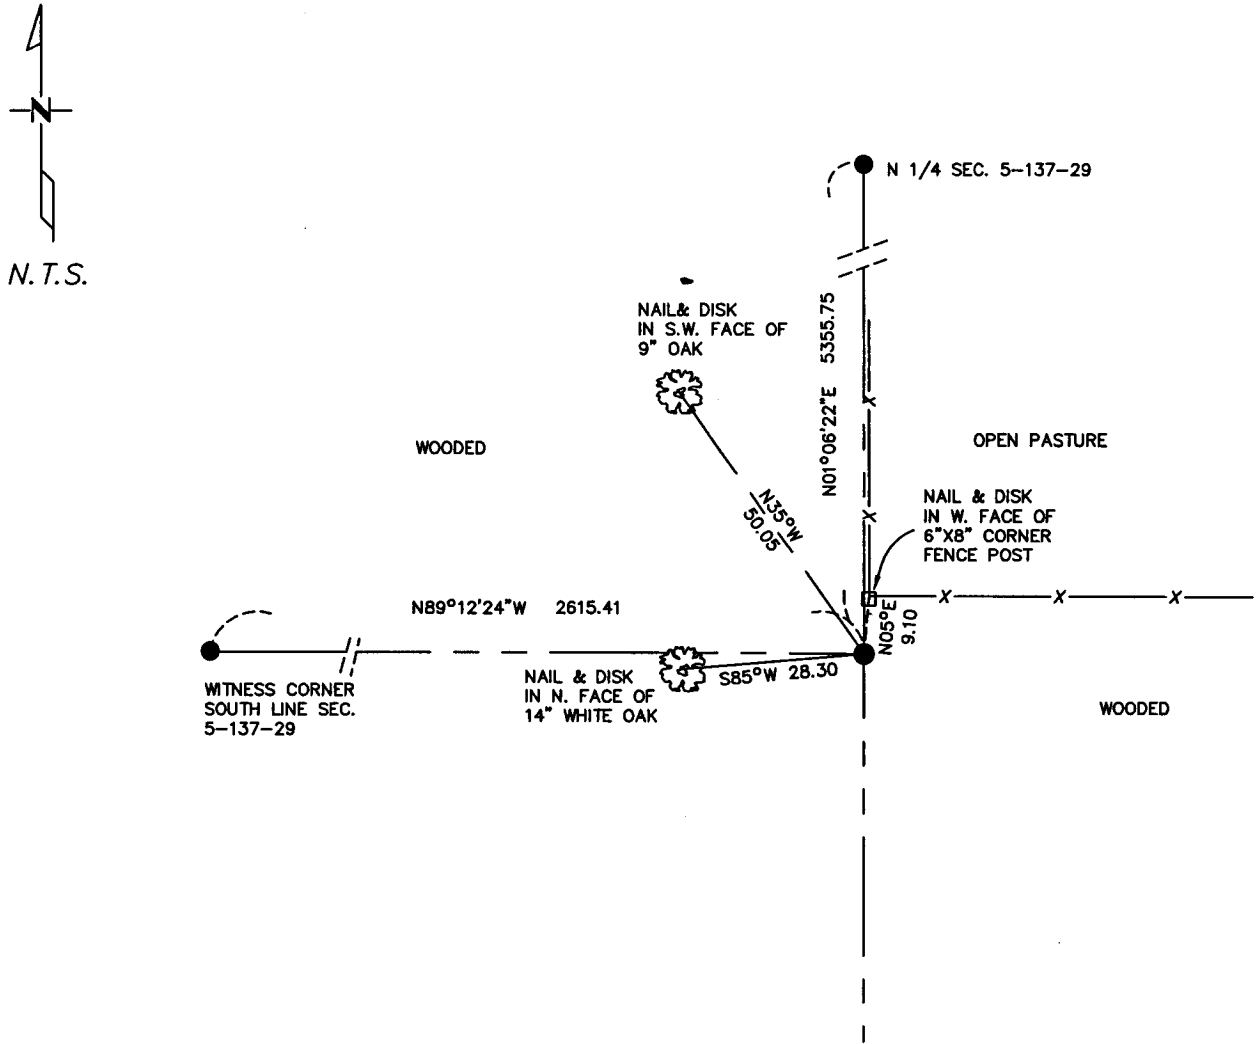 N
N.T.S.
N 1/4 SEC. 5-137-29
NAIL& DISK
IN S.W. FACE OF
9" OAK
N01°06'22"E 5355.75
WOODED
OPEN PASTURE
N35°W
50.05
NAIL & DISK
IN W. FACE OF
6"X8" CORNER
FENCE POST
X
X
X
X
X
N89°12'24"W 2615.41
N05°E
9.10
WITNESS CORNER
SOUTH LINE SEC.
5-137-29
NAIL & DISK
IN N. FACE OF
14" WHITE OAK
S85°W 28.30
WOODED